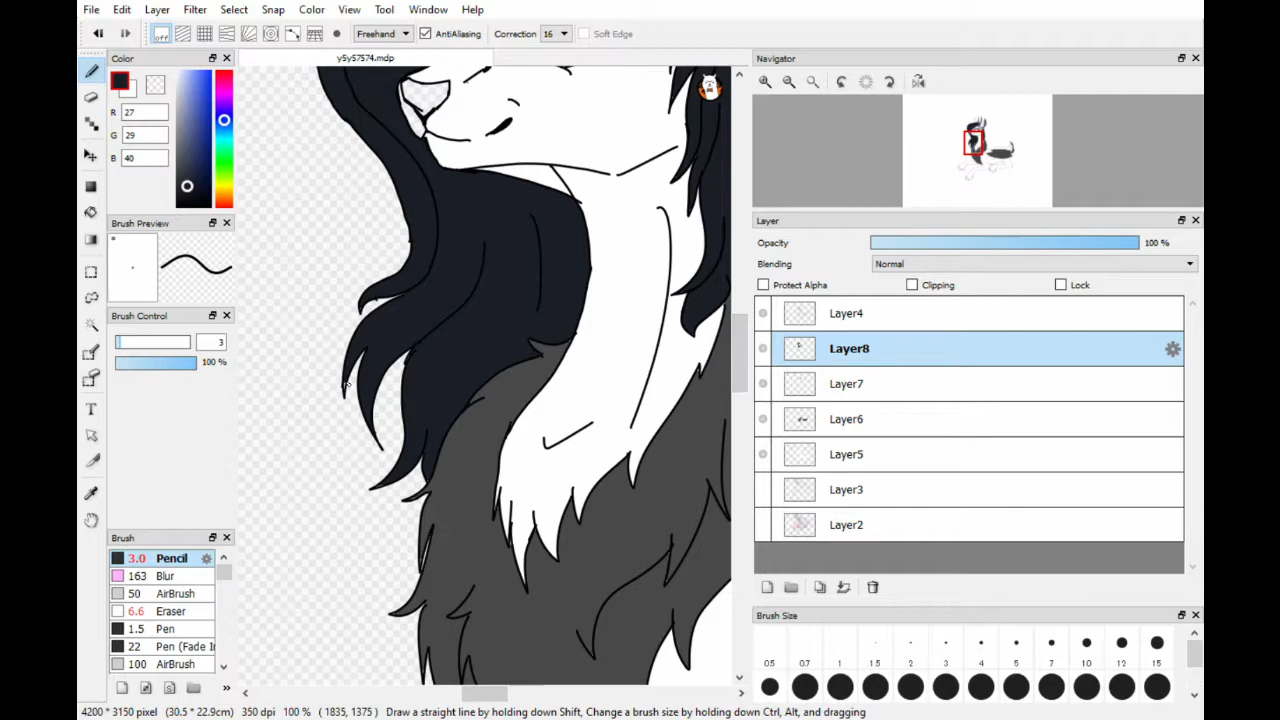 File Edit Layer Filter Select Snap Color View Tool Window Help
off Freehand AntiAliasing Correction 16 Soft Edge
Color
y5y57574.mdp
Navigator
R 27
G 29
B 40
Brush Preview
Layer
Opacity 100 %
Blending Normal
Protect Alpha Clipping Lock
Brush Control
3
100 %
Layer4
Layer8
Layer7
Layer6
Layer5
Layer3
Layer2
Brush
3.0 Pencil
163 Blur
50 AirBrush
6.6 Eraser
1.5 Pen
22 Pen (Fade In
100 AirBrush
Brush Size
0.5 0.7 1 1.5 2 3 4 5 7 10 12 15
4200 * 3150 pixel (30.5 * 22.9cm) 350 dpi 100 % ( 1835, 1375 ) Draw a straight line by holding down Shift, Change a brush size by holding down Ctrl, Alt, and dragging